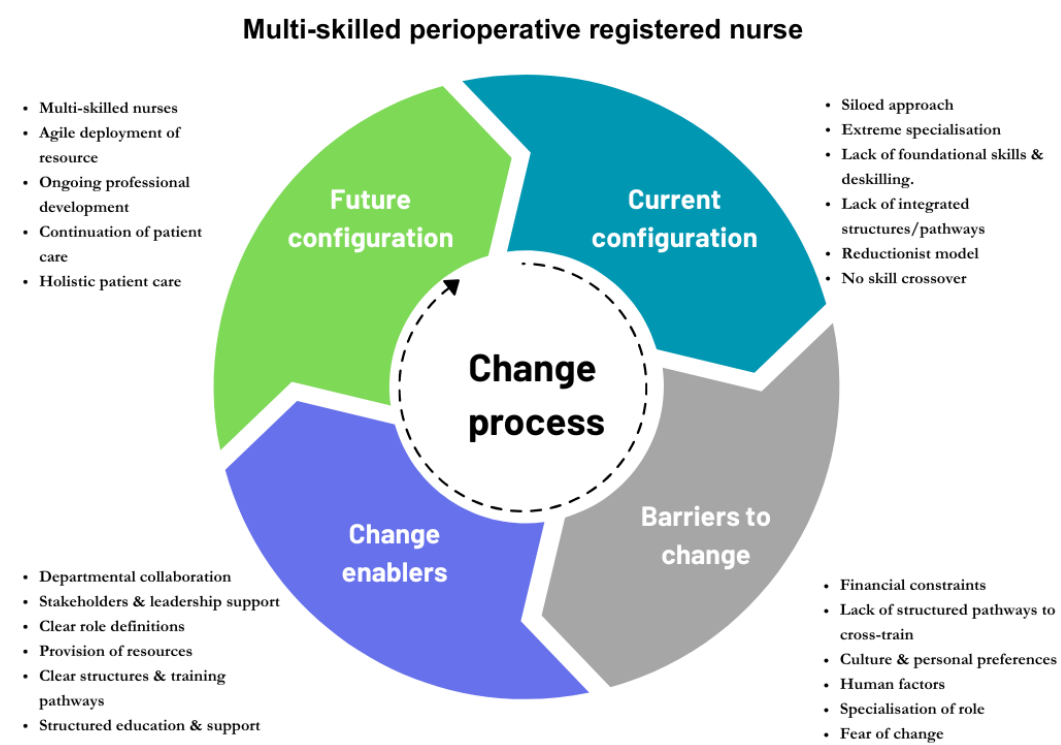 Multi-skilled perioperative registered nurse
• Multi-skilled nurses
• Agile deployment of
resource
• Ongoing professional
development
• Continuation of patient
care
• Holistic patient care
Future
configuration
Current
configuration
• Siloed approach
• Extreme specialisation
• Lack of foundational skills &
deskilling.
• Lack of integrated
structures/pathways
• Reductionist model
• No skill crossover
Change
process
Change
enablers
Barriers to
change
• Departmental collaboration
• Stakeholders & leadership support
• Clear role definitions
• Provision of resources
• Clear structures & training
pathways
• Structured education & support
• Financial constraints
• Lack of structured pathways to
cross-train
• Culture & personal preferences
• Human factors
• Specialisation of role
• Fear of change